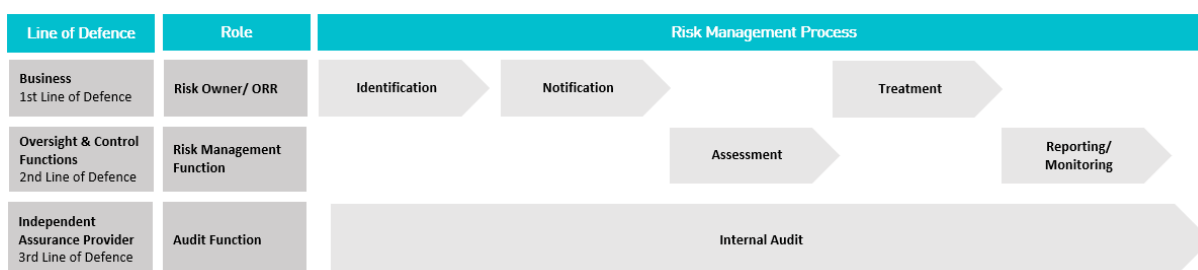 Line of Defence
Role
Risk Management Process
Business
1st Line of Defence
Risk Owner/ ORR
Identification
Notification
Treatment
Oversight & Control
Functions
2nd Line of Defence
Risk Management
Function
Assessment
Reporting/
Monitoring
Independent
Assurance Provider
3rd Line of Defence
Audit Function
Internal Audit